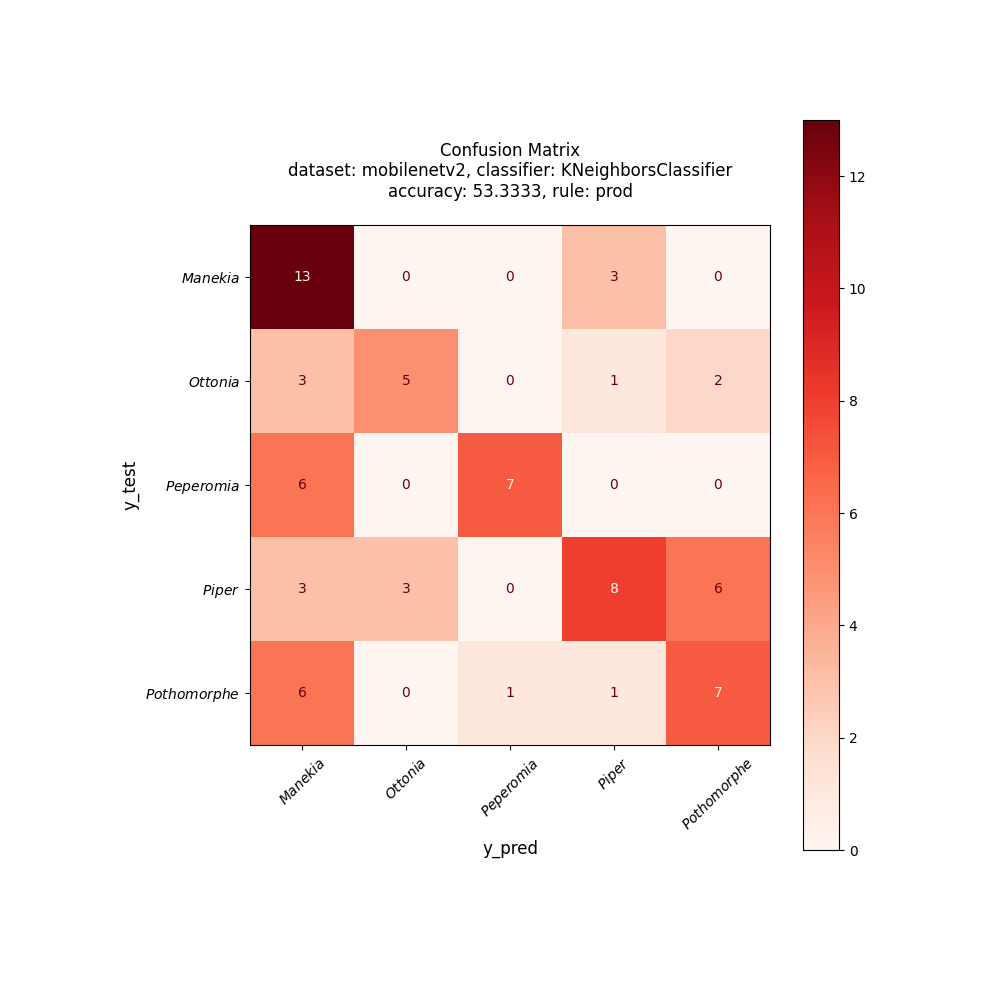 Confusion Matrix
dataset: mobilenetv2, classifier: KNeighborsClassifier
accuracy: 53.3333, rule: prod
Manekia 13 0 0 3 0
Ottonia 3 5 0 1 2
Peperomia 6 0 7 0 0
Piper 3 3 0 8 6
Pothomorphe 6 0 1 1 7
Manekia Ottonia Peperomia Piper Pothomorphe
y_pred
y_test
12
10
8
6
4
2
0